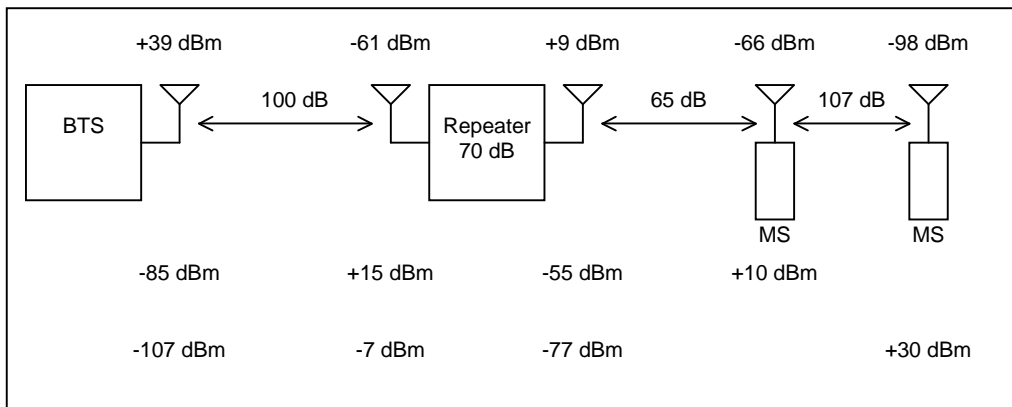 +39 dBm -61 dBm +9 dBm -66 dBm -98 dBm
100 dB 65 dB 107 dB
BTS Repeater
70 dB
MS MS
-85 dBm +15 dBm -55 dBm +10 dBm
-107 dBm -7 dBm -77 dBm +30 dBm